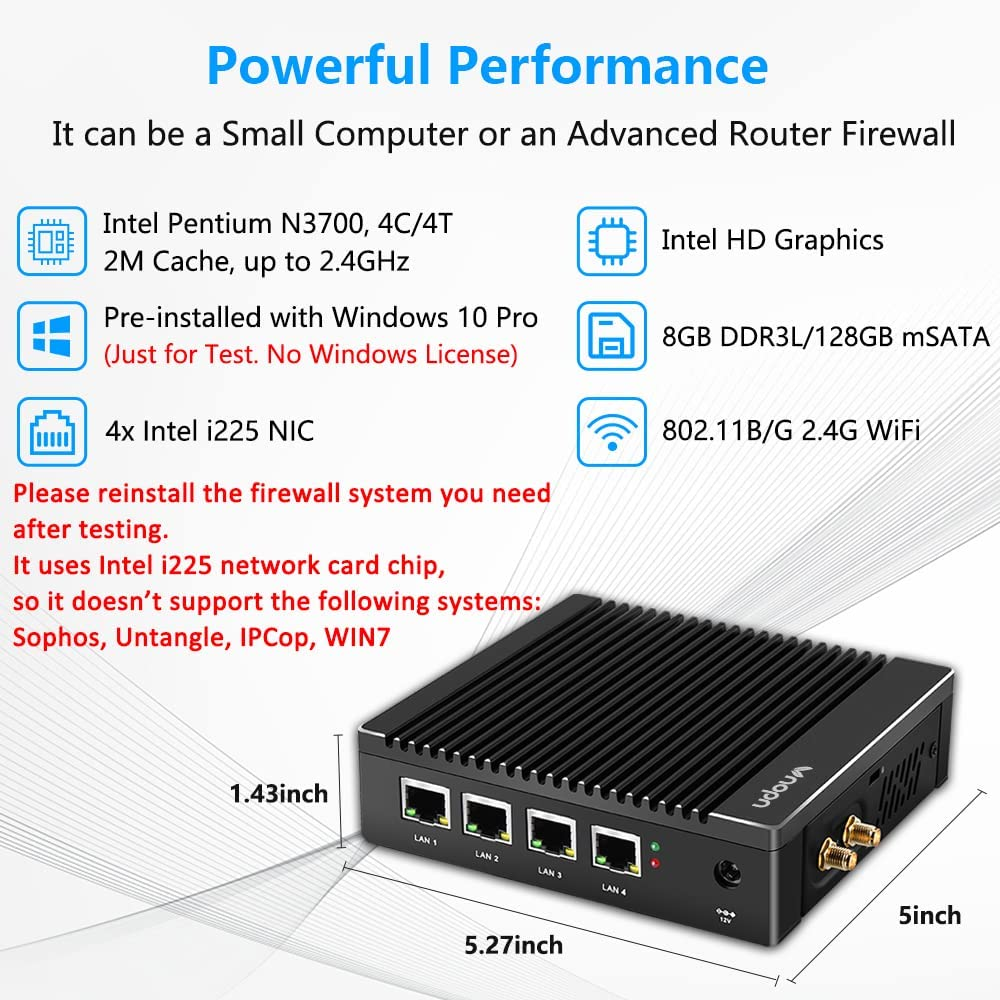 Powerful Performance
It can be a Small Computer or an Advanced Router Firewall
Intel Pentium N3700, 4C/4T
2M Cache, up to 2.4GHz
Intel HD Graphics
Pre-installed with Windows 10 Pro
(Just for Test. No Windows License)
8GB DDR3L/128GB mSATA
4x Intel i225 NIC
802.11B/G 2.4G WiFi
Please reinstall the firewall system you need
after testing.
It uses Intel i225 network card chip,
so it doesn't support the following systems:
Sophos, Untangle, IPCop, WIN7
1.43inch
LAN 1
LAN 2
LAN 3
LAN 4
12V
5.27inch
5inch